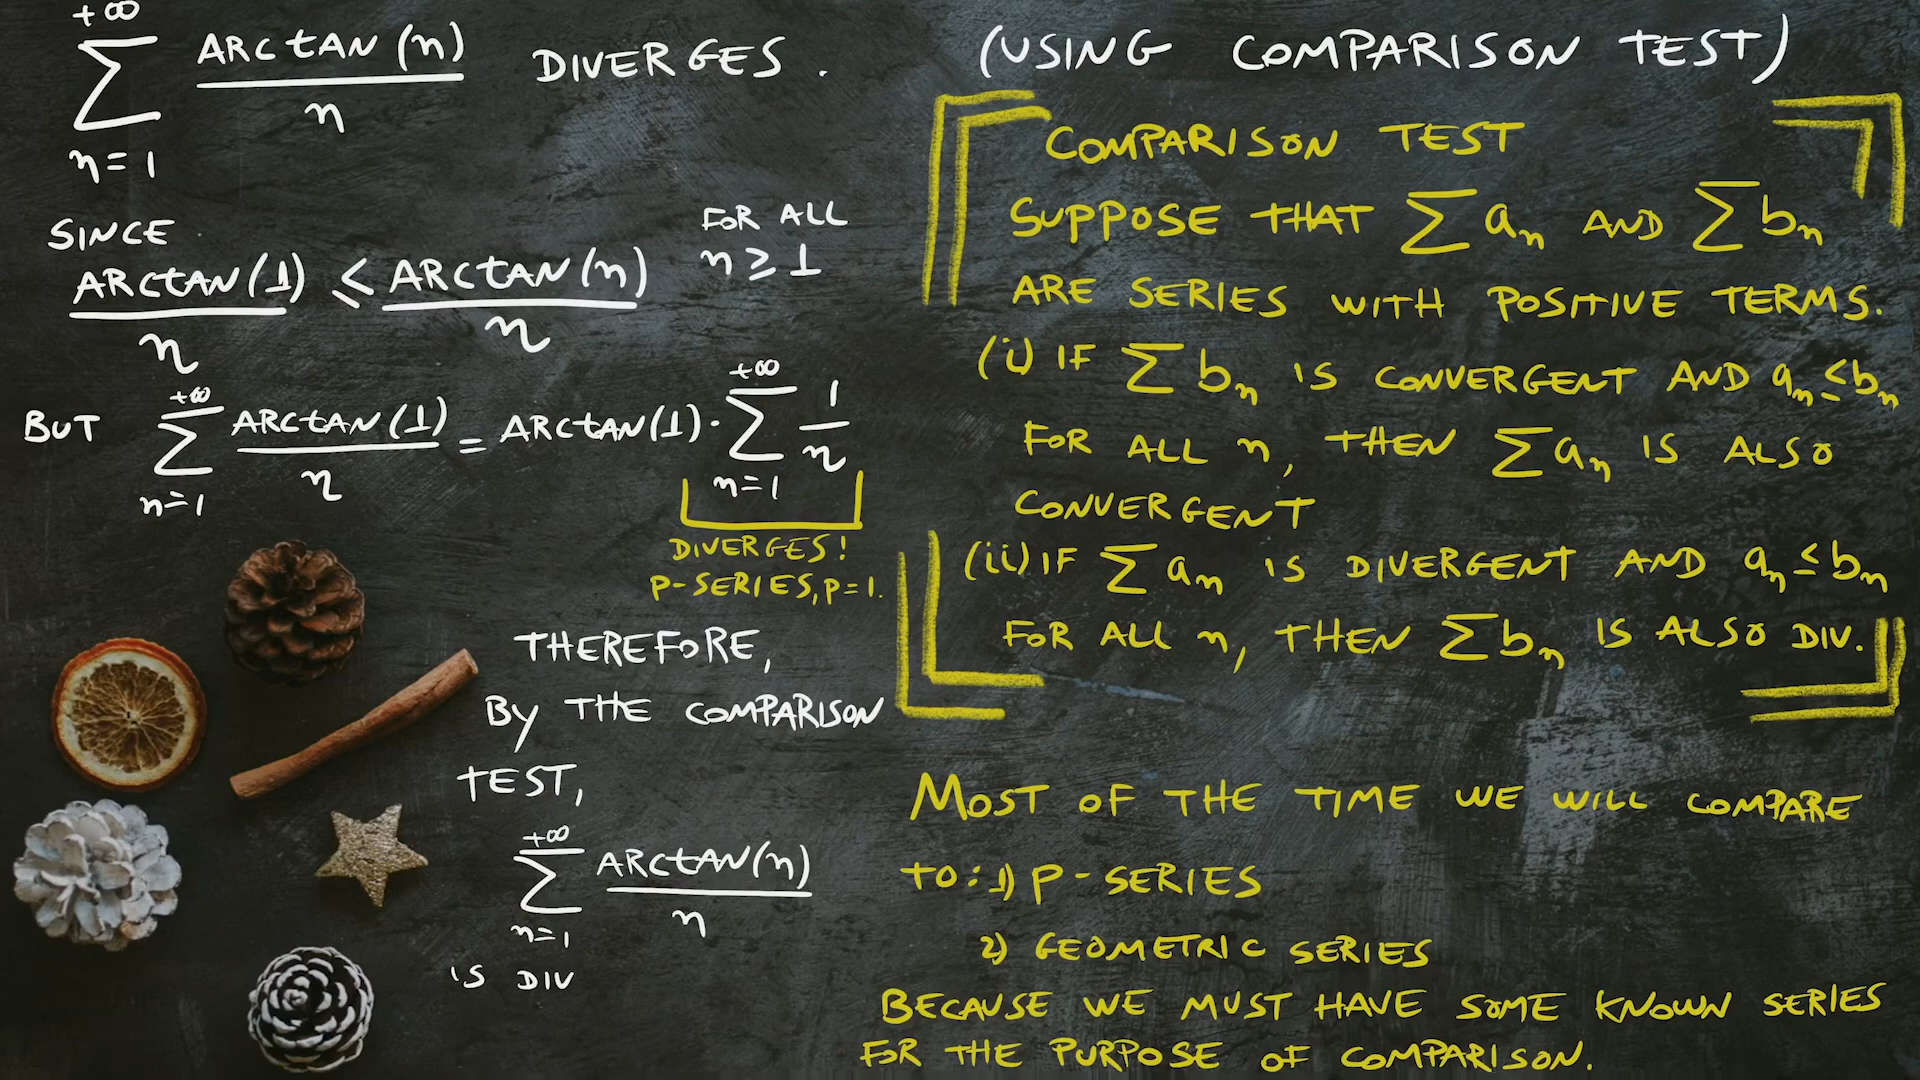 +∞
∑ ARCTAN(n)/n DIVERGES.
n=1
SINCE
ARCTAN(1)/n ≤ ARCTAN(n)/n FOR ALL n ≥ 1
+∞ +∞
BUT ∑ ARCTAN(1)/n = ARCTAN(1)·∑ 1/n
n=1 n=1
DIVERGES!
P-SERIES, P=1.
THEREFORE,
BY THE COMPARISON
TEST,
+∞
∑ ARCTAN(n)/n
n=1
IS DIV
(USING COMPARISON TEST)
COMPARISON TEST
SUPPOSE THAT ∑ aₙ AND ∑ bₙ
ARE SERIES WITH POSITIVE TERMS.
(i) IF ∑ bₙ IS CONVERGENT AND aₙ ≤ bₙ
FOR ALL n, THEN ∑ aₙ IS ALSO
CONVERGENT
(ii) IF ∑ aₙ IS DIVERGENT AND aₙ ≤ bₙ
FOR ALL n, THEN ∑ bₙ IS ALSO DIV.
MOST OF THE TIME WE WILL COMPARE
TO: 1) P-SERIES
2) GEOMETRIC SERIES
BECAUSE WE MUST HAVE SOME KNOWN SERIES
FOR THE PURPOSE OF COMPARISON.